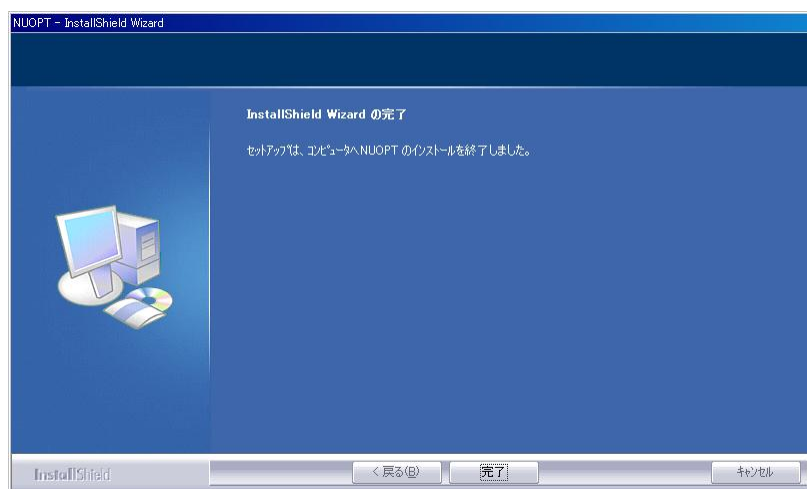 NUOPT - InstallShield Wizard
InstallShield Wizard の完了
セットアップは、コンピュータへNUOPT のインストールを終了しました。
InstallShield
< 戻る(B)
完了
キャンセル